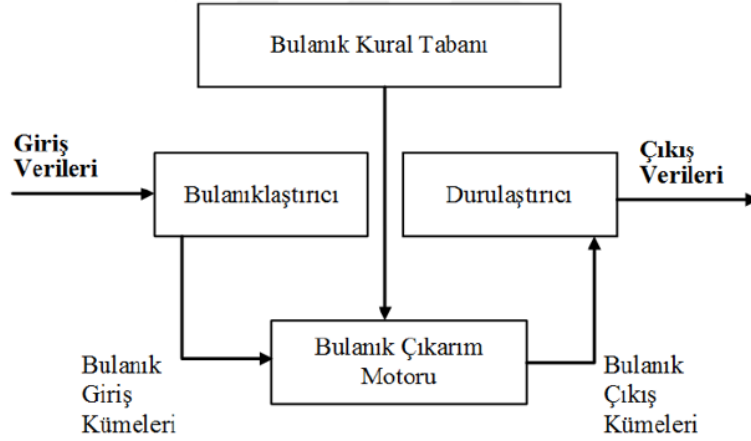 Bulanık Kural Tabanı
Giriş
Verileri
Bulanıklaştırıcı
Durulaştırıcı
Çıkış
Verileri
Bulanık Çıkarım
Motoru
Bulanık
Giriş
Kümeleri
Bulanık
Çıkış
Kümeleri